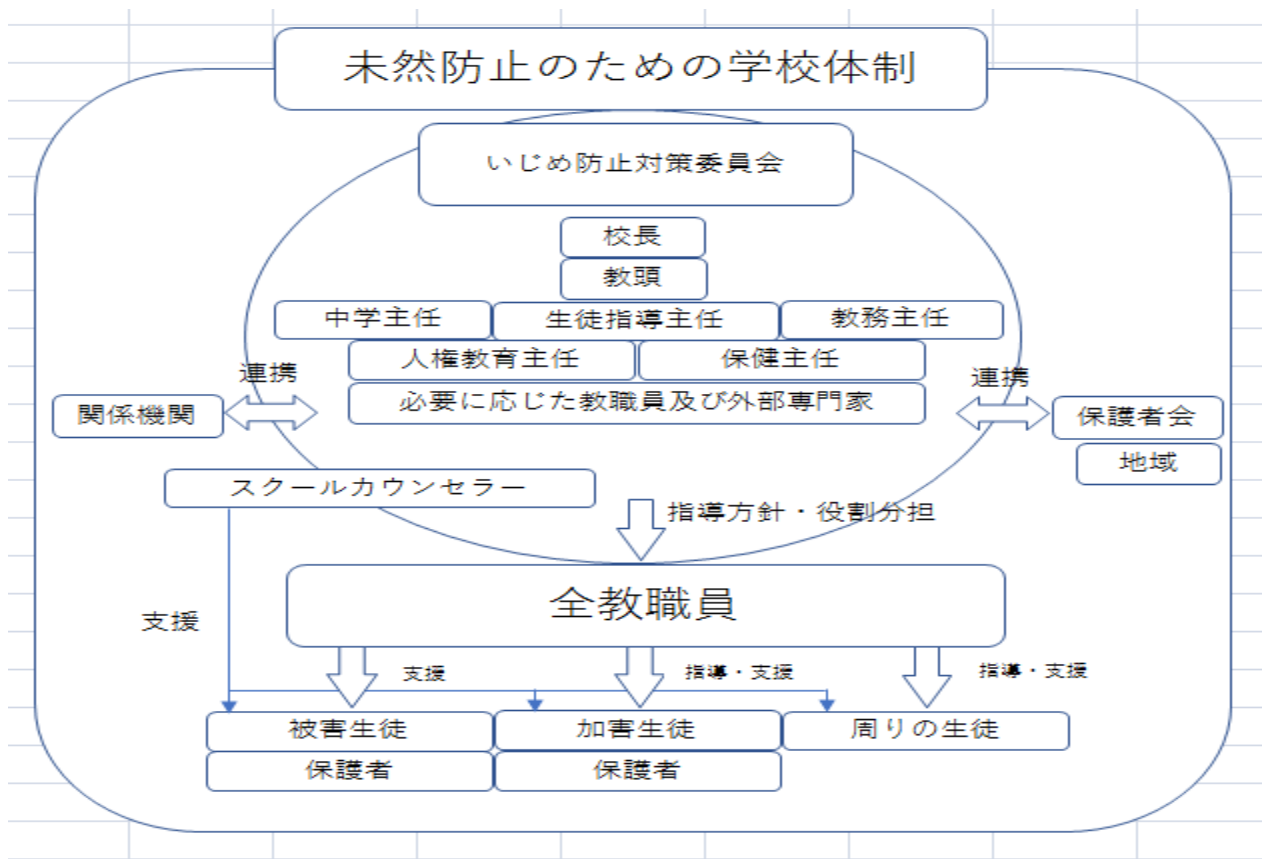 未然防止のための学校体制
いじめ防止対策委員会
校長
教頭
中学主任 生徒指導主任 教務主任
人権教育主任 保健主任
連携 連携
必要に応じた教職員及び外部専門家
関係機関 保護者会
地域
スクールカウンセラー
指導方針・役割分担
全教職員
支援
支援 指導・支援 指導・支援
被害生徒 加害生徒 周りの生徒
保護者 保護者